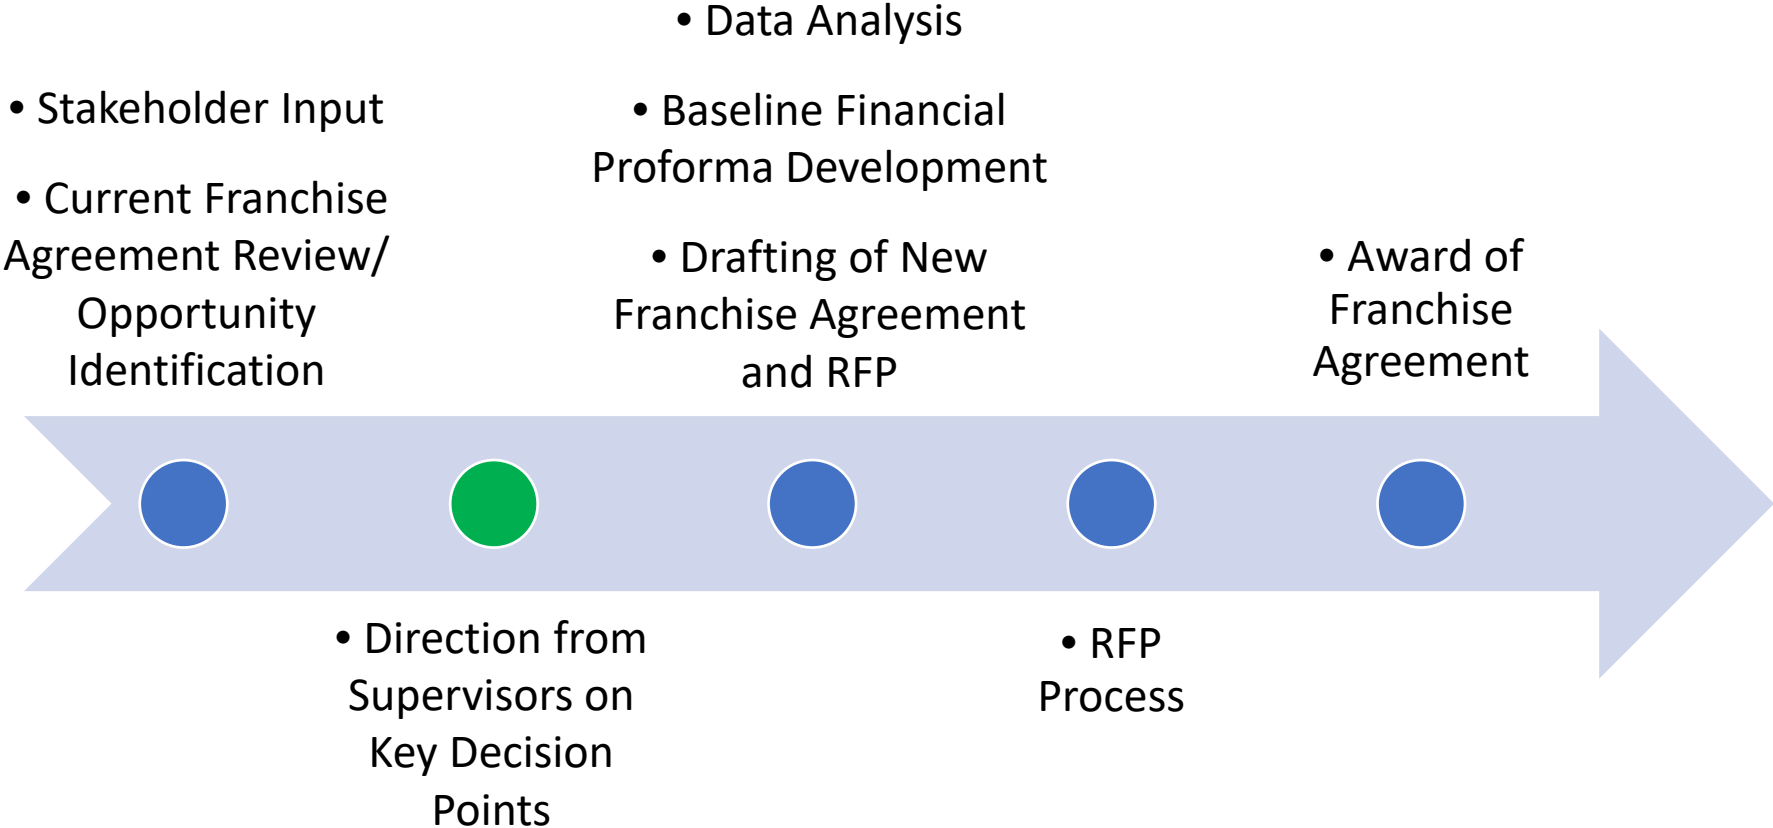 • Stakeholder Input
• Current Franchise
Agreement Review/
Opportunity
Identification
• Direction from
Supervisors on
Key Decision
Points
• Data Analysis
• Baseline Financial
Proforma Development
• Drafting of New
Franchise Agreement
and RFP
• RFP
Process
• Award of
Franchise
Agreement